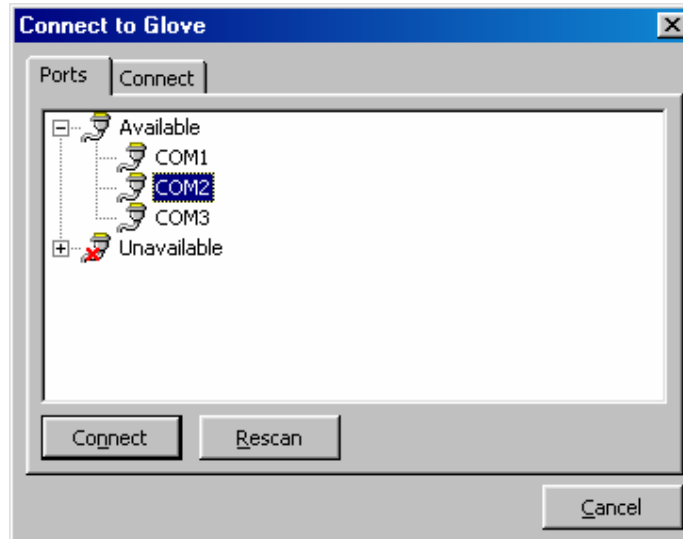 Connect to Glove
Ports Connect
Available
COM1
COM2
COM3
Unavailable
Connect Rescan
Cancel